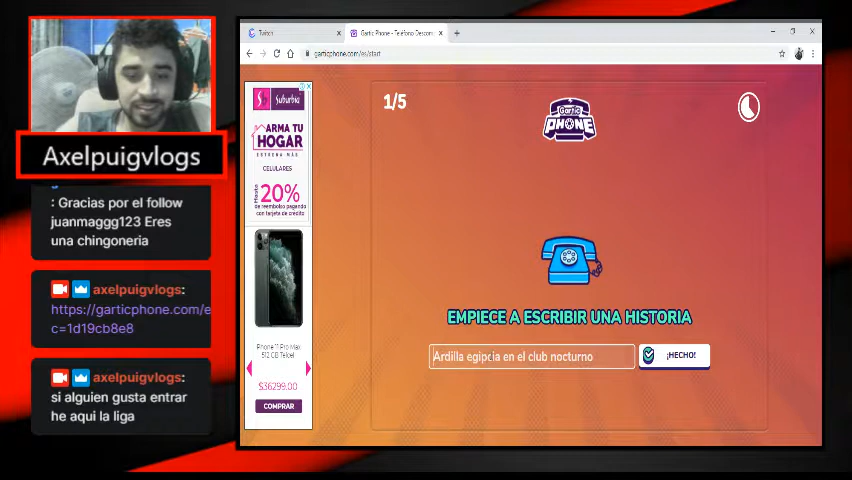 Twitch
Gartic Phone - Teléfono Descom
garticphone.com/es/start
Suburbia
ARMA TU
HOGAR
ESTRENA MÁS
CELULARES
Hasta
20%
de reembolso pagando
con tarjeta de crédito
Phone 11 Pro Max
512 GB Telcel
$36299.00
COMPRAR
1/5
Gartic
PHONE
EMPIECE A ESCRIBIR UNA HISTORIA
Ardilla egipcia en el club nocturno
¡HECHO!
Axelpuigvlogs
: Gracias por el follow
juanmaggg123 Eres
una chingoneria
axelpuigvlogs:
https://garticphone.com/e
c=1d19cb8e8
axelpuigvlogs:
si alguien gusta entrar
he aqui la liga